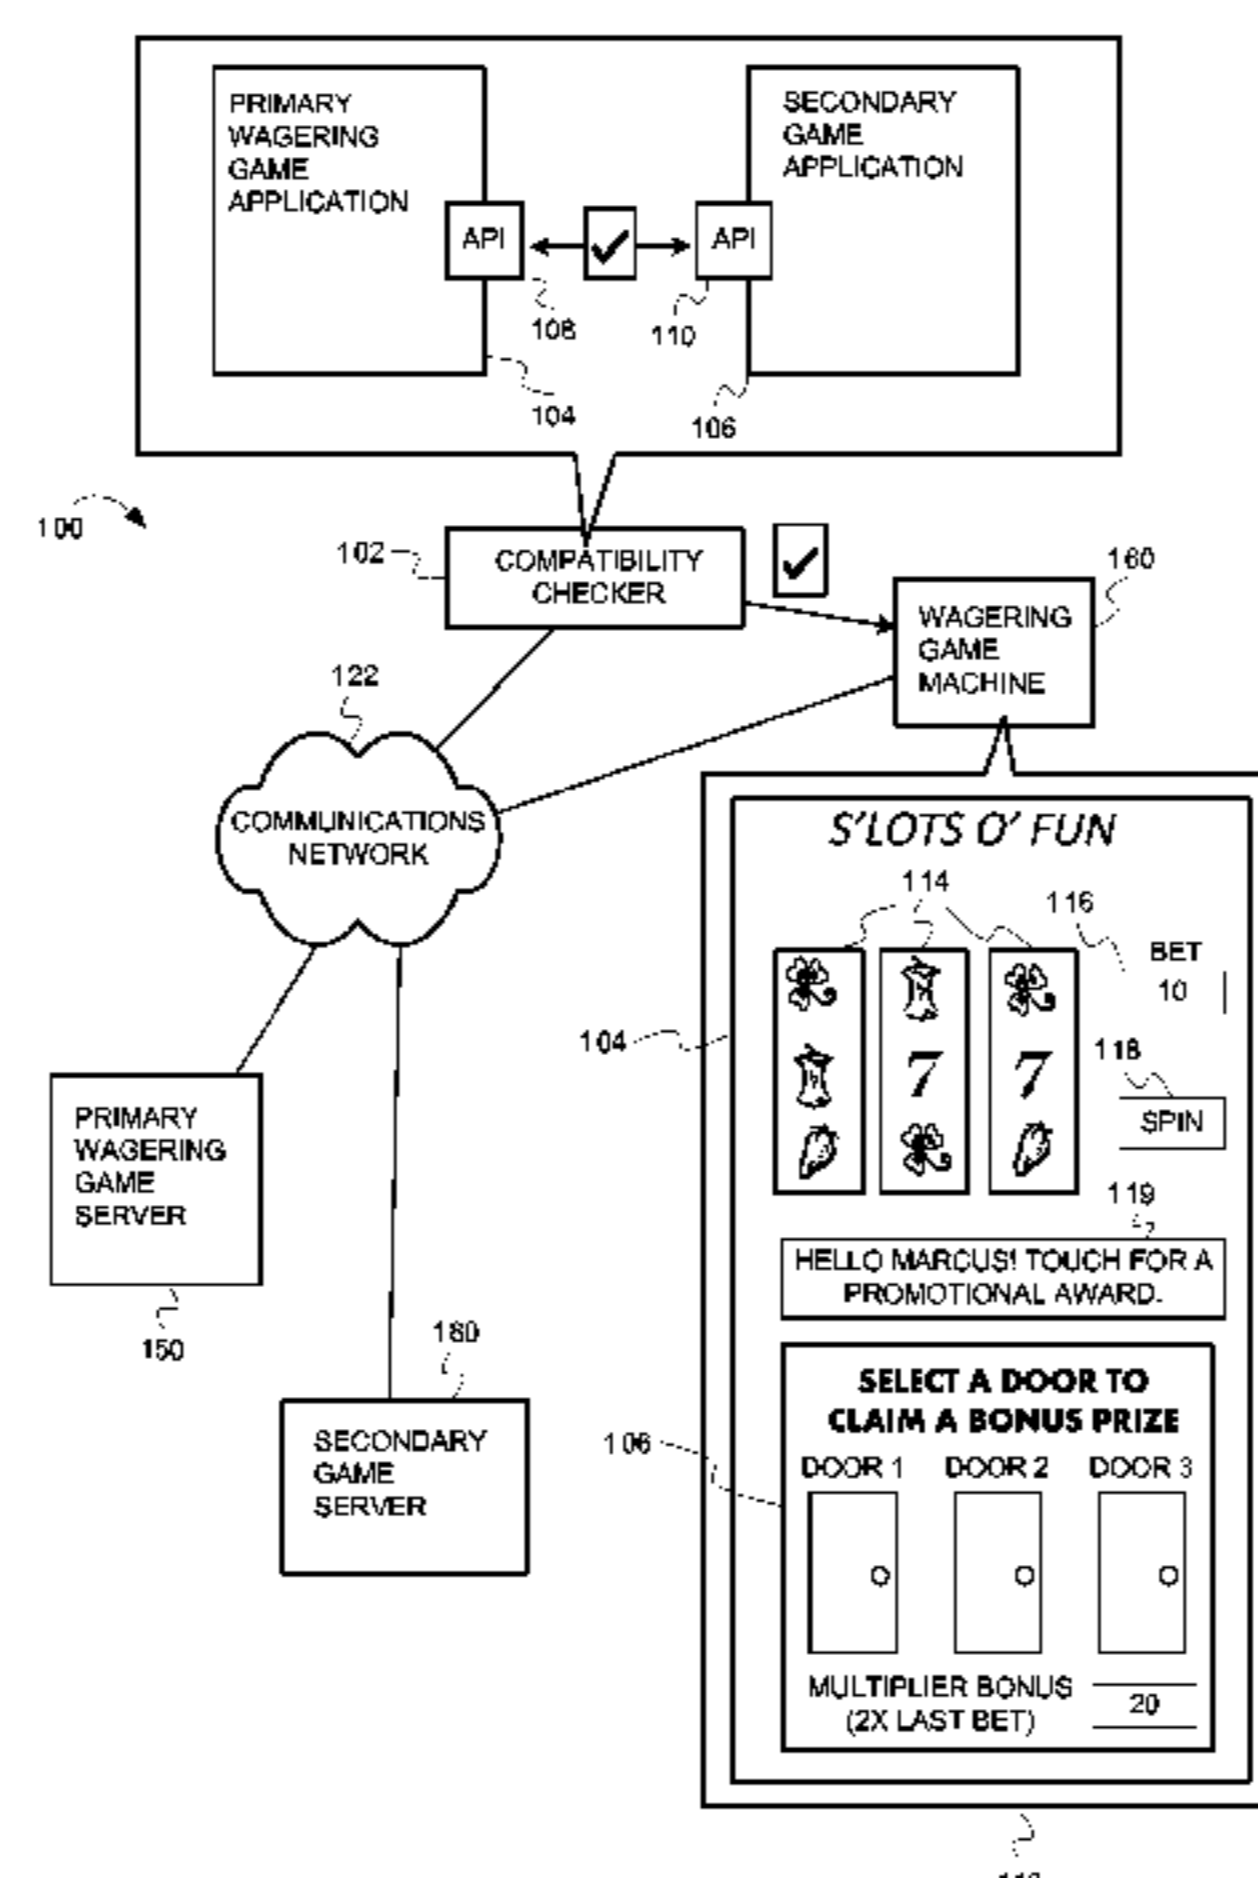 PRIMARY
WAGERING
GAME
APPLICATION
SECONDARY
GAME
APPLICATION
API
API
108
110
104
106
100
102
COMPATIBILITY
CHECKER
160
WAGERING
GAME
MACHINE
122
COMMUNICATIONS
NETWORK
S'LOTS O' FUN
114
116
BET
10
104
7
7
118
SPIN
119
HELLO MARCUS! TOUCH FOR A
PROMOTIONAL AWARD.
PRIMARY
WAGERING
GAME
SERVER
150
180
SECONDARY
GAME
SERVER
106
SELECT A DOOR TO
CLAIM A BONUS PRIZE
DOOR 1 DOOR 2 DOOR 3
MULTIPLIER BONUS
(2X LAST BET)
20